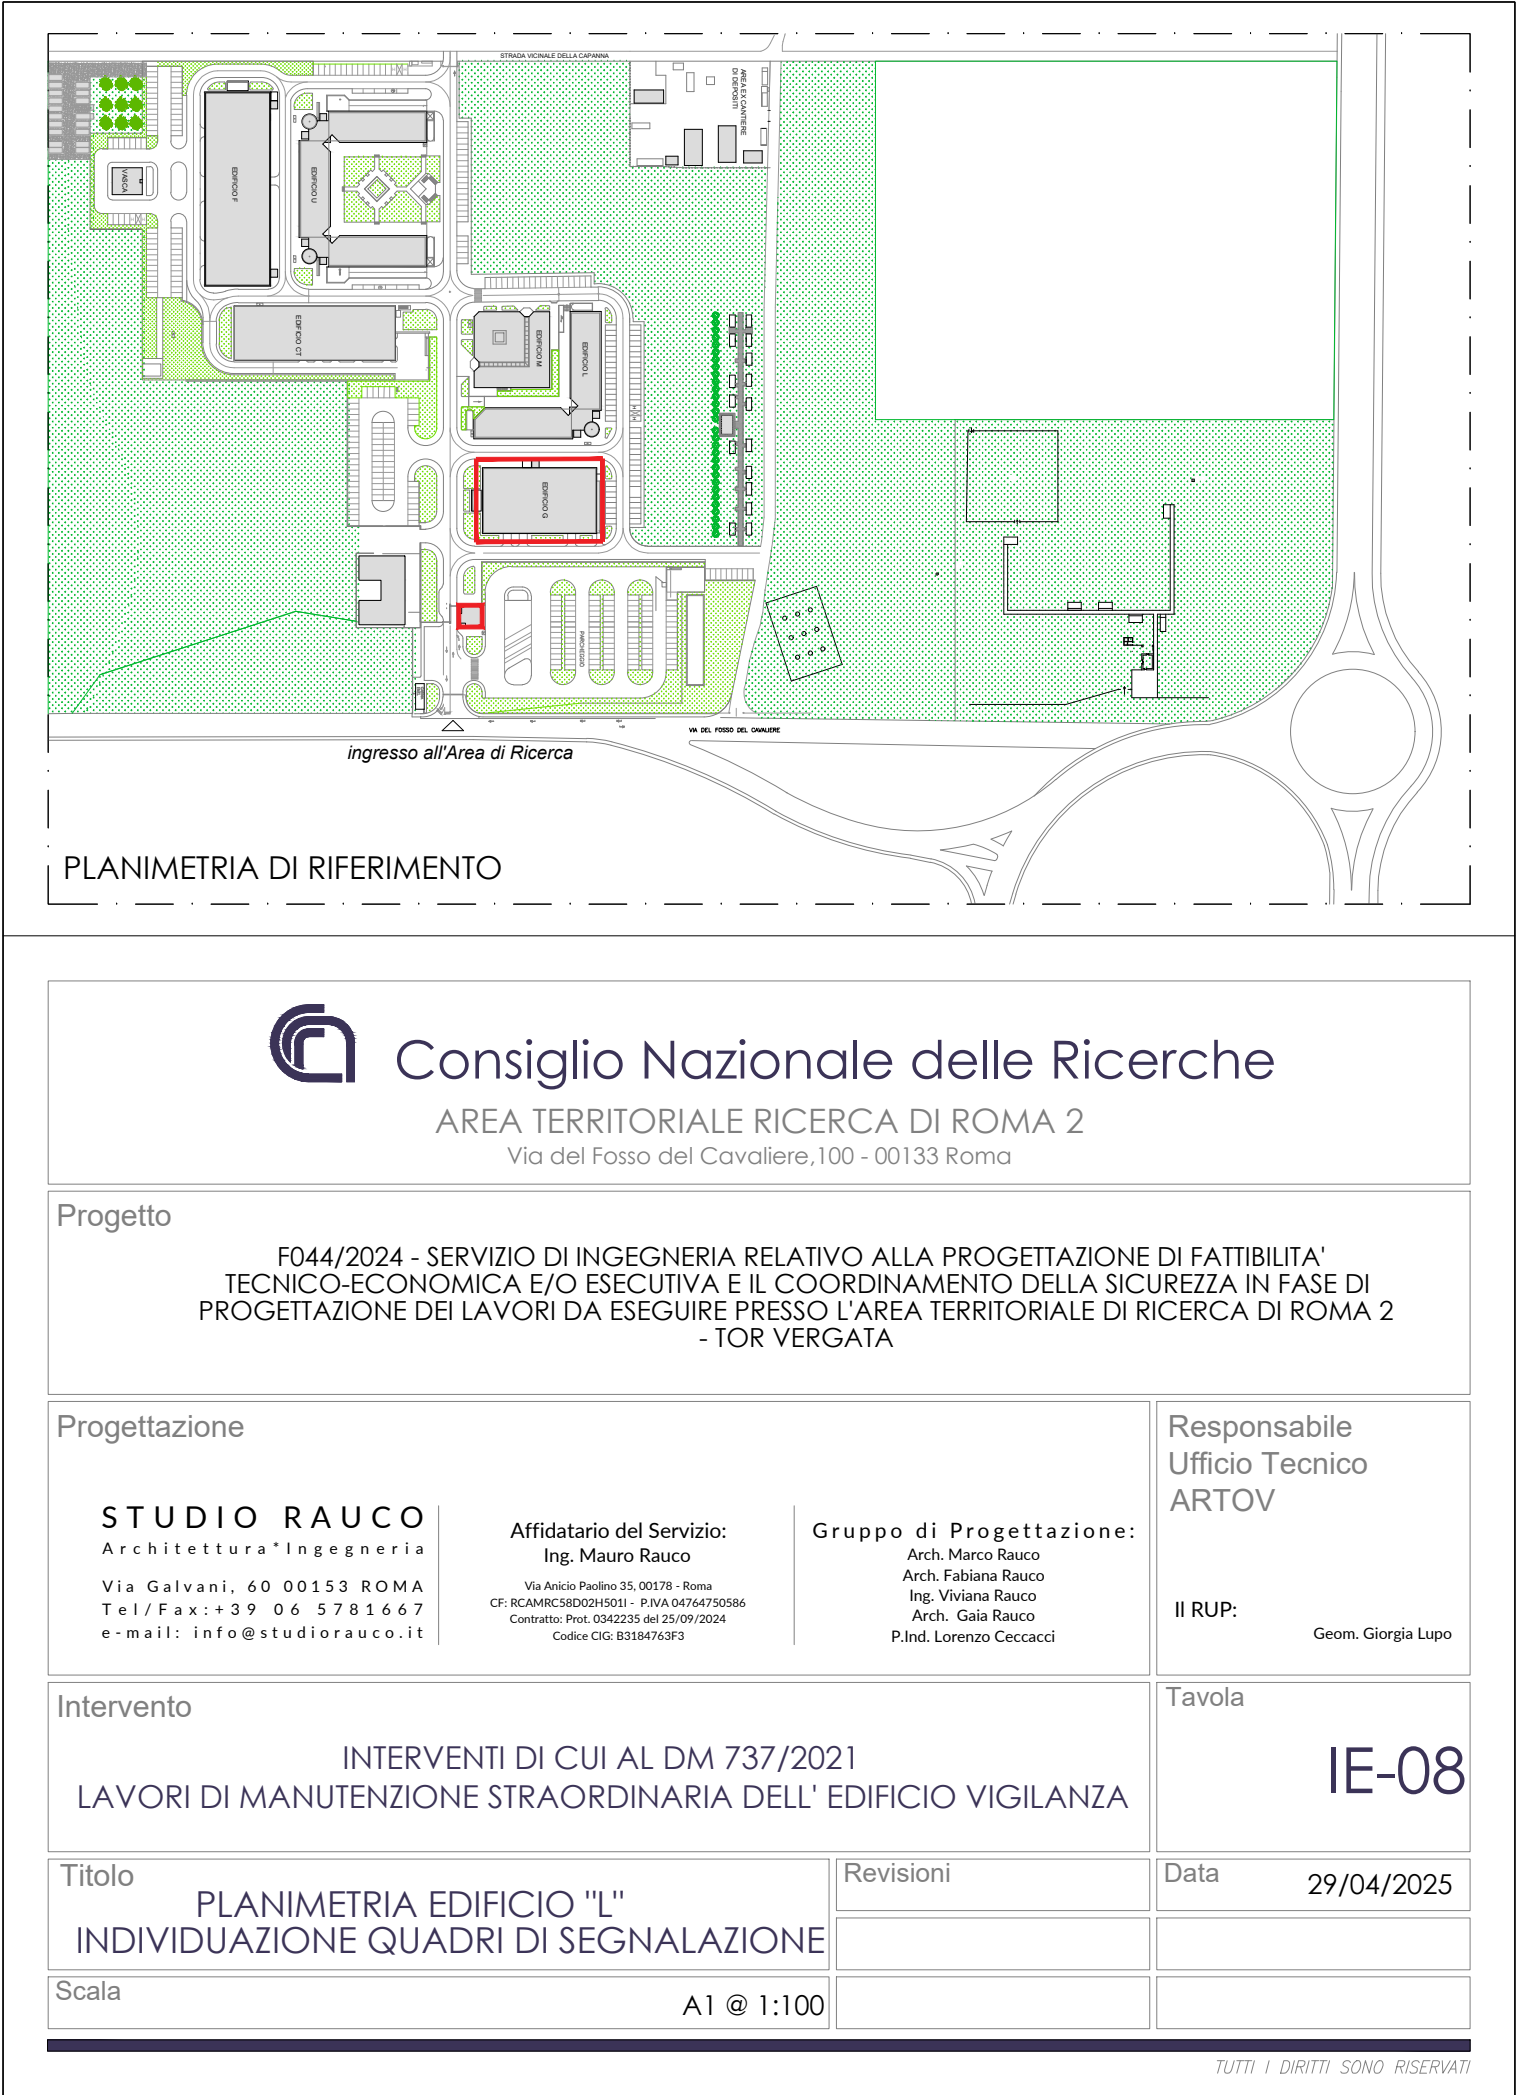 STRADA VICINALE DELLA CAPANNA
AREA EX CANTIERE
DI DEPOSITI
VASCA
EDIFICIO F
EDIFICIO U
EDIFICIO CT
EDIFICIO M
EDIFICIO L
EDIFICIO G
PARCHEGGIO
VIA DEL FOSSO DEL CAVALIERE
ingresso all'Area di Ricerca
PLANIMETRIA DI RIFERIMENTO
Consiglio Nazionale delle Ricerche
AREA TERRITORIALE RICERCA DI ROMA 2
Via del Fosso del Cavaliere,100 - 00133 Roma
Progetto
F044/2024 - SERVIZIO DI INGEGNERIA RELATIVO ALLA PROGETTAZIONE DI FATTIBILITA'
TECNICO-ECONOMICA E/O ESECUTIVA E IL COORDINAMENTO DELLA SICUREZZA IN FASE DI
PROGETTAZIONE DEI LAVORI DA ESEGUIRE PRESSO L'AREA TERRITORIALE DI RICERCA DI ROMA 2
- TOR VERGATA
Progettazione
STUDIO RAUCO
Architettura*Ingegneria
Via Galvani, 60 00153 ROMA
Tel/Fax:+39 06 5781667
e-mail: info@studiorauco.it
Affidatario del Servizio:
Ing. Mauro Rauco
Via Anicio Paolino 35, 00178 - Roma
CF: RCAMRC58D02H501I - P.IVA 04764750586
Contratto: Prot. 0342235 del 25/09/2024
Codice CIG: B3184763F3
Gruppo di Progettazione:
Arch. Marco Rauco
Arch. Fabiana Rauco
Ing. Viviana Rauco
Arch. Gaia Rauco
P.Ind. Lorenzo Ceccacci
Responsabile
Ufficio Tecnico
ARTOV
Il RUP:
Geom. Giorgia Lupo
Intervento
INTERVENTI DI CUI AL DM 737/2021
LAVORI DI MANUTENZIONE STRAORDINARIA DELL' EDIFICIO VIGILANZA
Tavola
IE-08
Titolo
PLANIMETRIA EDIFICIO "L"
INDIVIDUAZIONE QUADRI DI SEGNALAZIONE
Revisioni
Data
29/04/2025
Scala
A1 @ 1:100
TUTTI I DIRITTI SONO RISERVATI